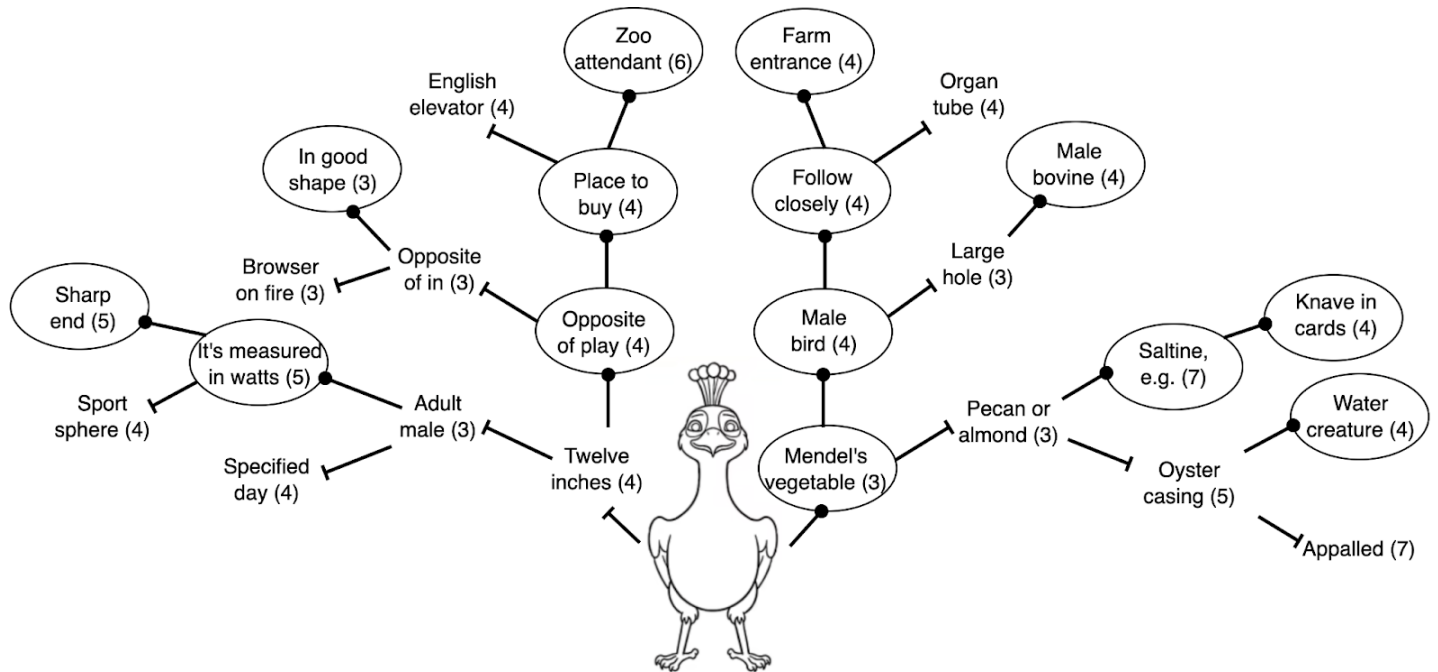 Zoo
attendant (6)
Farm
entrance (4)
English
elevator (4)
Organ
tube (4)
In good
shape (3)
Place to
buy (4)
Follow
closely (4)
Male
bovine (4)
Browser
on fire (3)
Opposite
of in (3)
Large
hole (3)
Sharp
end (5)
Opposite
of play (4)
Male
bird (4)
Knave in
cards (4)
It's measured
in watts (5)
Saltine,
e.g. (7)
Sport
sphere (4)
Adult
male (3)
Pecan or
almond (3)
Water
creature (4)
Specified
day (4)
Twelve
inches (4)
Mendel's
vegetable (3)
Oyster
casing (5)
Appalled (7)